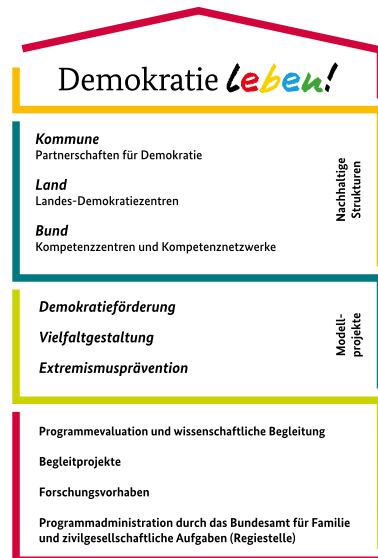 Demokratie Leben!
Kommune
Partnerschaften für Demokratie
Land
Landes-Demokratiezentren
Bund
Kompetenzzentren und Kompetenznetzwerke
Nachhaltige
Strukturen
Demokratieförderung
Vielfaltgestaltung
Extremismusprävention
Modell-
projekte
Programmevaluation und wissenschaftliche Begleitung
Begleitprojekte
Forschungsvorhaben
Programmadministration durch das Bundesamt für Familie
und zivilgesellschaftliche Aufgaben (Regiestelle)